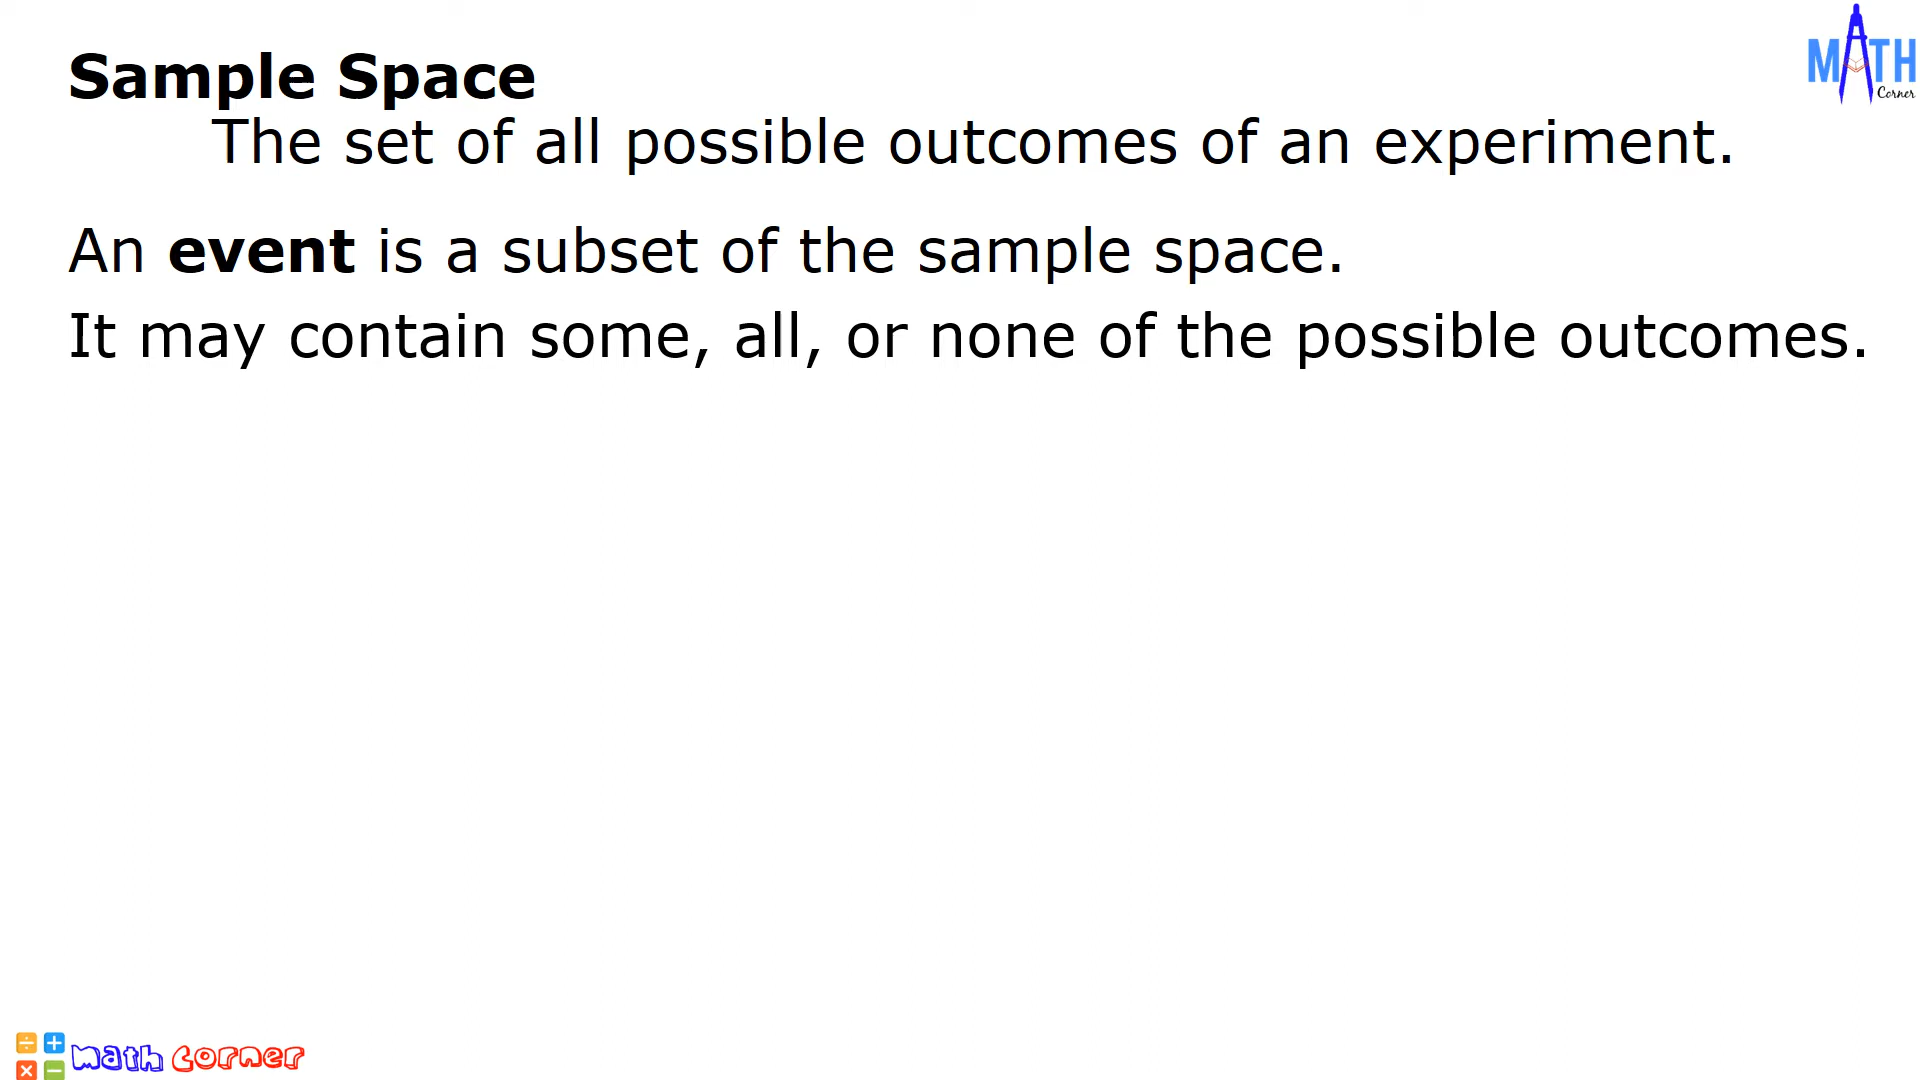 MATH
Corner
Sample Space
The set of all possible outcomes of an experiment.
An event is a subset of the sample space.
It may contain some, all, or none of the possible outcomes.
math corner